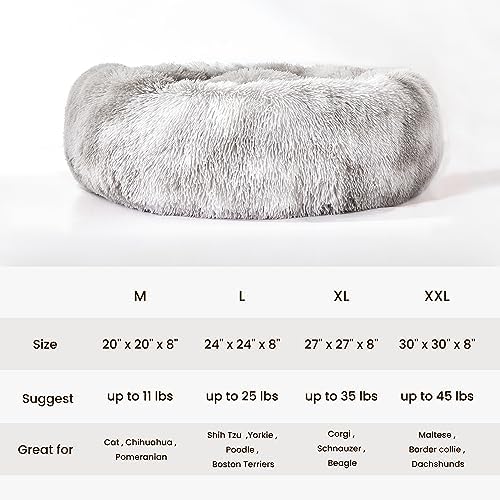 M L XL XXL
Size 20" x 20" x 8" 24" x 24" x 8" 27" x 27" x 8" 30" x 30" x 8"
Suggest up to 11 lbs up to 25 lbs up to 35 lbs up to 45 lbs
Great for Cat , Chihuahua , Pomeranian Shih Tzu ,Yorkie , Poodle , Boston Terriers Corgi , Schnauzer , Beagle Maltese , Border collie , Dachshunds